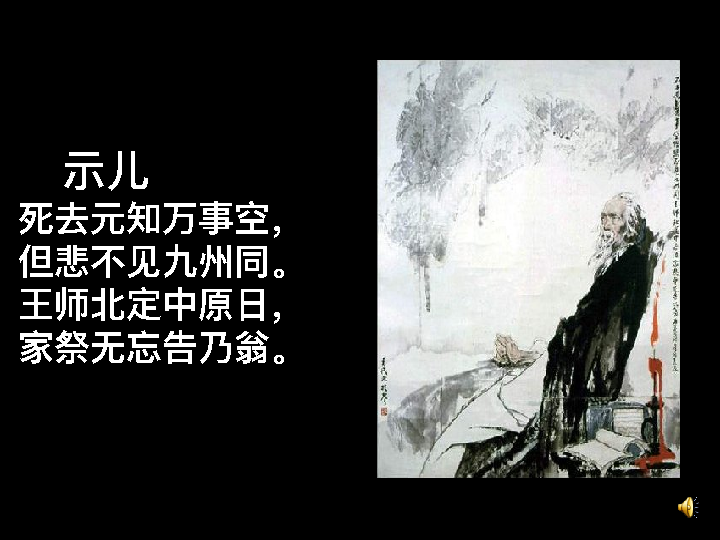 示儿
死去元知万事空，
但悲不见九州同。
王师北定中原日，
家祭无忘告乃翁。